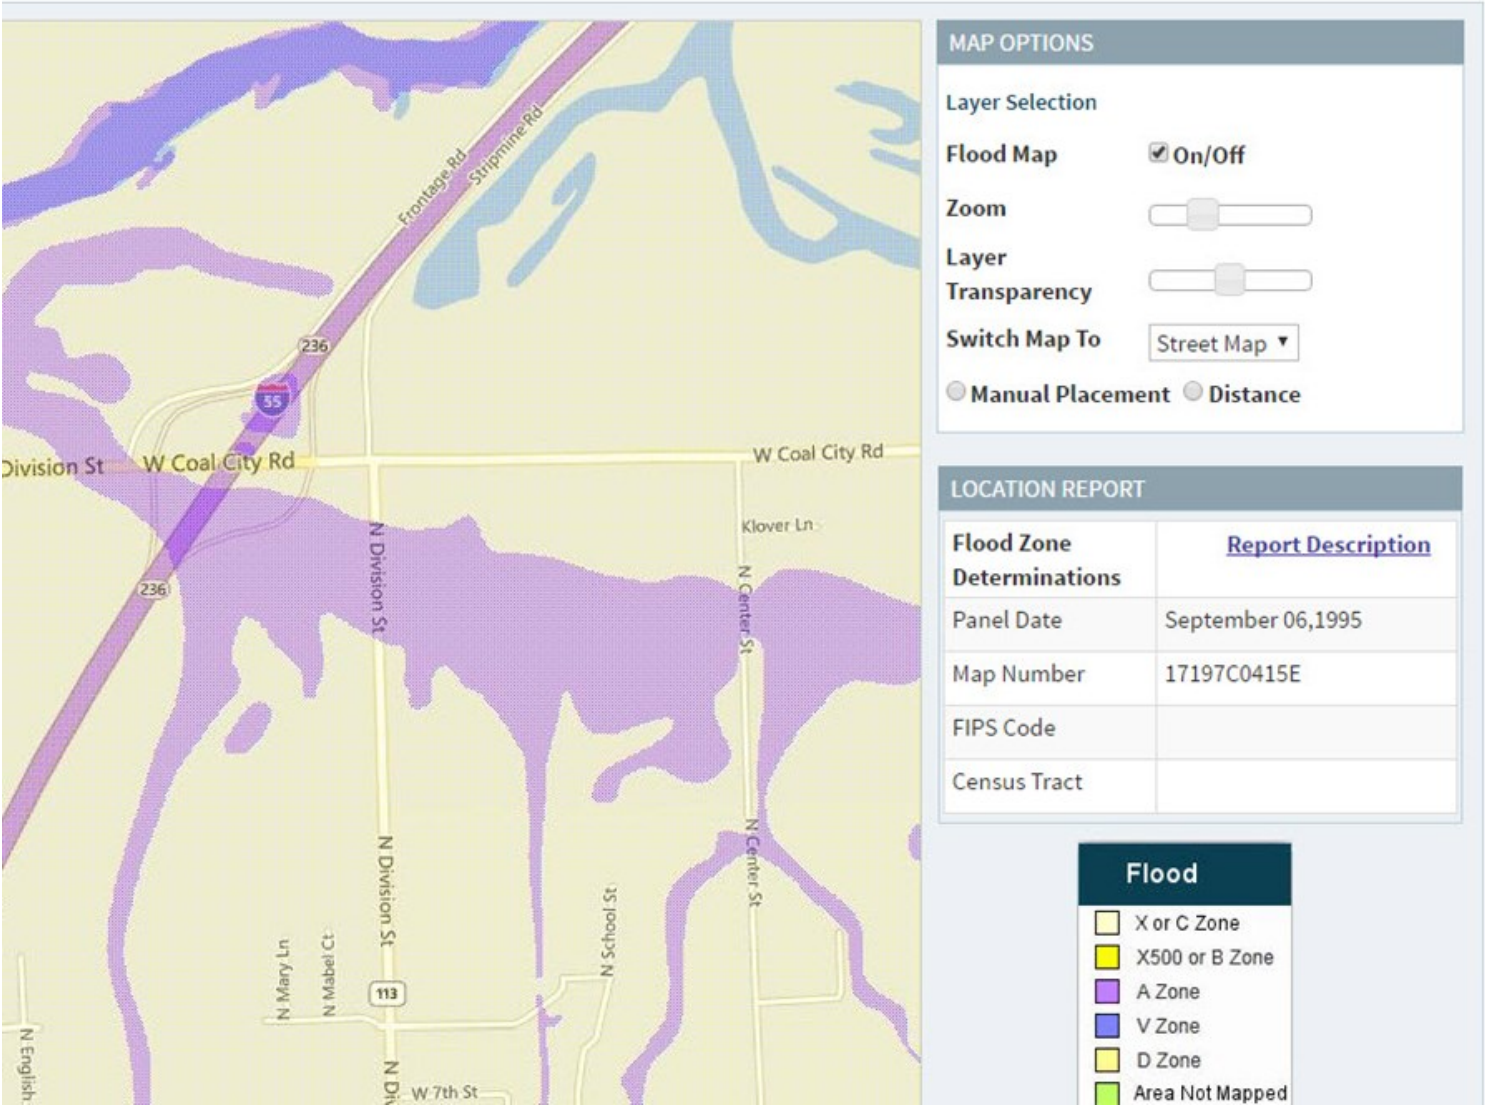 Frontage Rd
Stripmine Rd
236
55
Division St
W Coal City Rd
W Coal City Rd
Klover Ln
N Division St
N Center St
236
N Division St
N Center St
N School St
N Mary Ln
N Mabel Ct
113
N English
N Di
W 7th St
MAP OPTIONS
Layer Selection
Flood Map On/Off
Zoom
Layer
Transparency
Switch Map To Street Map
Manual Placement Distance
LOCATION REPORT
Flood Zone Report Description
Determinations
Panel Date September 06,1995
Map Number 17197C0415E
FIPS Code
Census Tract
Flood
X or C Zone
X500 or B Zone
A Zone
V Zone
D Zone
Area Not Mapped